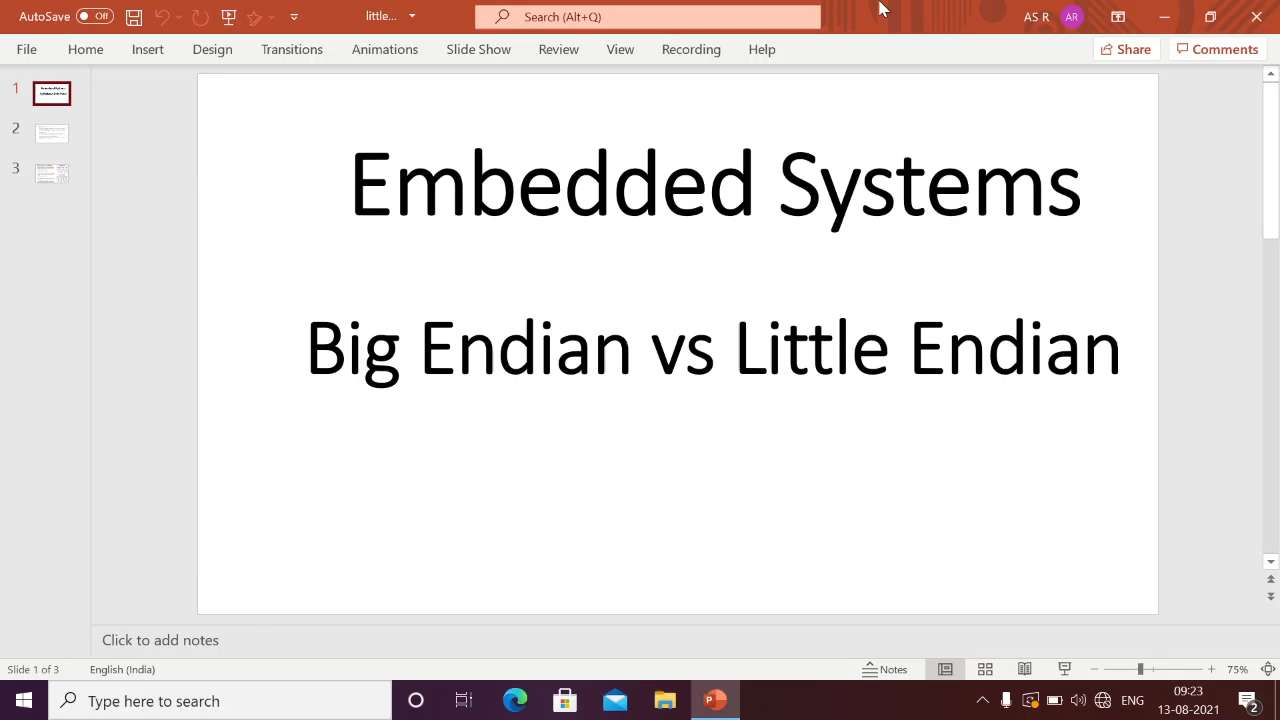 AutoSave Off little... Search (Alt+Q) AS R AR
File Home Insert Design Transitions Animations Slide Show Review View Recording Help Share Comments
1
2
3
Embedded Systems
Big Endian vs Little Endian
Click to add notes
Slide 1 of 3 English (India) Notes 75%
Type here to search ENG 09:23
13-08-2021 2